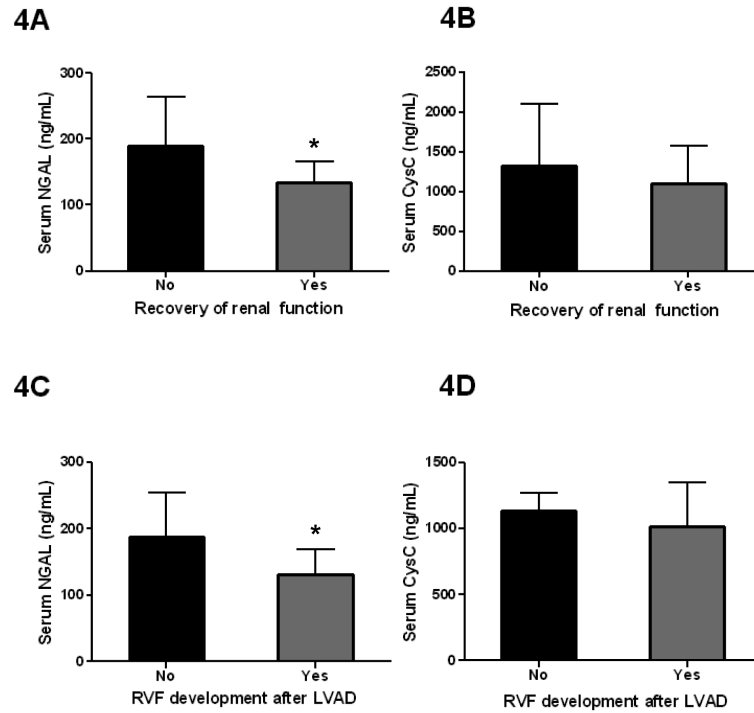 4A
Serum NGAL (ng/mL)
300
200
100
0
*
No Yes
Recovery of renal function
4B
Serum CysC (ng/mL)
2500
2000
1500
1000
500
0
No Yes
Recovery of renal function
4C
Serum NGAL (ng/mL)
300
200
100
0
*
No Yes
RVF development after LVAD
4D
Serum CysC (ng/mL)
1500
1000
500
0
No Yes
RVF development after LVAD